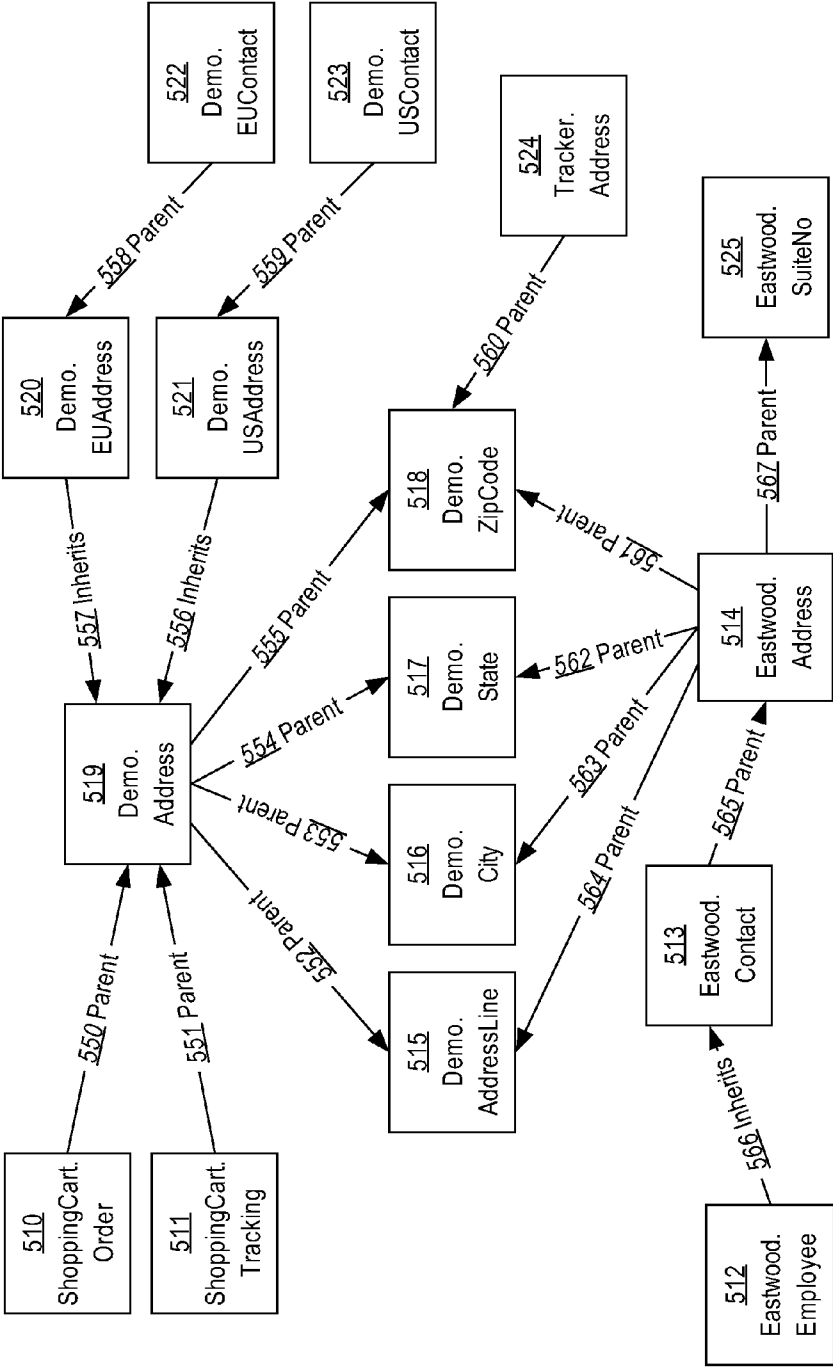 510
ShoppingCart.
Order
511
ShoppingCart.
Tracking
550 Parent
551 Parent
519
Demo.
Address
557 Inherits
556 Inherits
520
Demo.
EUAddress
521
Demo.
USAddress
558 Parent
559 Parent
522
Demo.
EUContact
523
Demo.
USContact
552 Parent
553 Parent
554 Parent
555 Parent
515
Demo.
AddressLine
516
Demo.
City
517
Demo.
State
518
Demo.
ZipCode
560 Parent
524
Tracker.
Address
564 Parent
563 Parent
562 Parent
561 Parent
512
Eastwood.
Employee
566 Inherits
513
Eastwood.
Contact
565 Parent
514
Eastwood.
Address
567 Parent
525
Eastwood.
SuiteNo